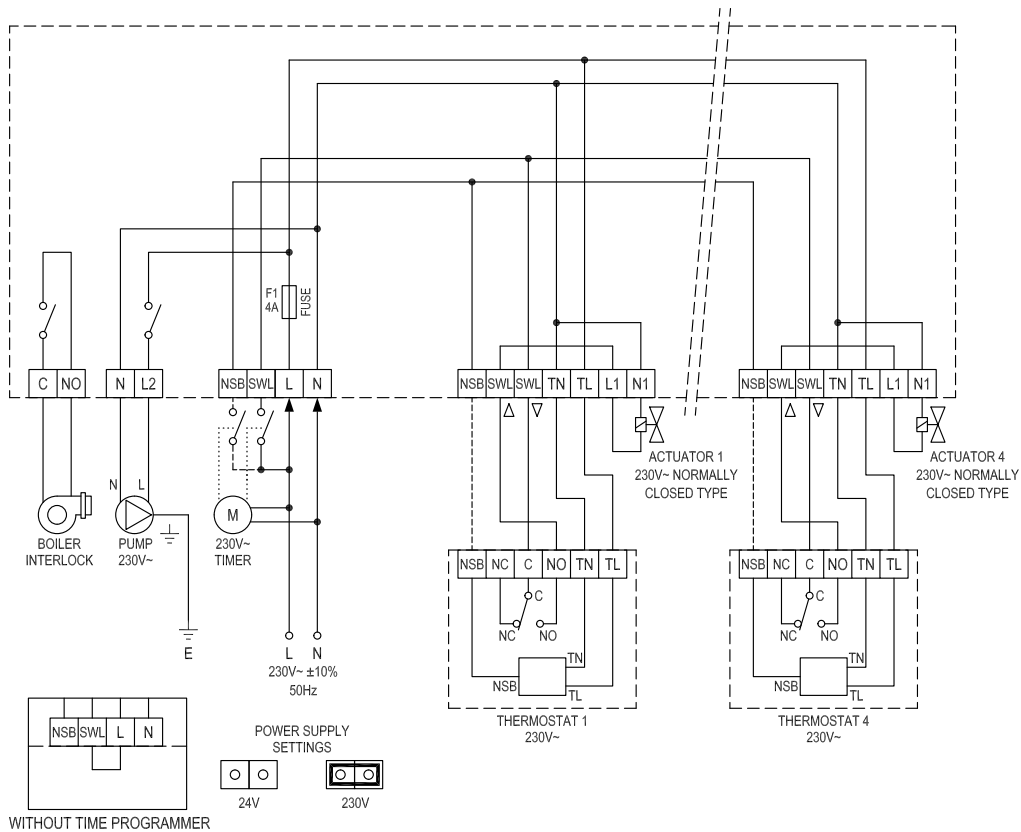 F1
4A
FUSE
C NO
N L2
NSB SWL L N
NSB SWL SWL TN TL L1 N1
NSB SWL SWL TN TL L1 N1
ACTUATOR 1
230V~ NORMALLY
CLOSED TYPE
ACTUATOR 4
230V~ NORMALLY
CLOSED TYPE
N L
M
BOILER
INTERLOCK
PUMP
230V~
230V~
TIMER
NSB NC C NO TN TL
C
NC NO
TN
NSB
TL
THERMOSTAT 1
230V~
NSB NC C NO TN TL
C
NC NO
TN
NSB
TL
THERMOSTAT 4
230V~
E
L N
230V~ ±10%
50Hz
NSB SWL L N
WITHOUT TIME PROGRAMMER
POWER SUPPLY
SETTINGS
24V
230V